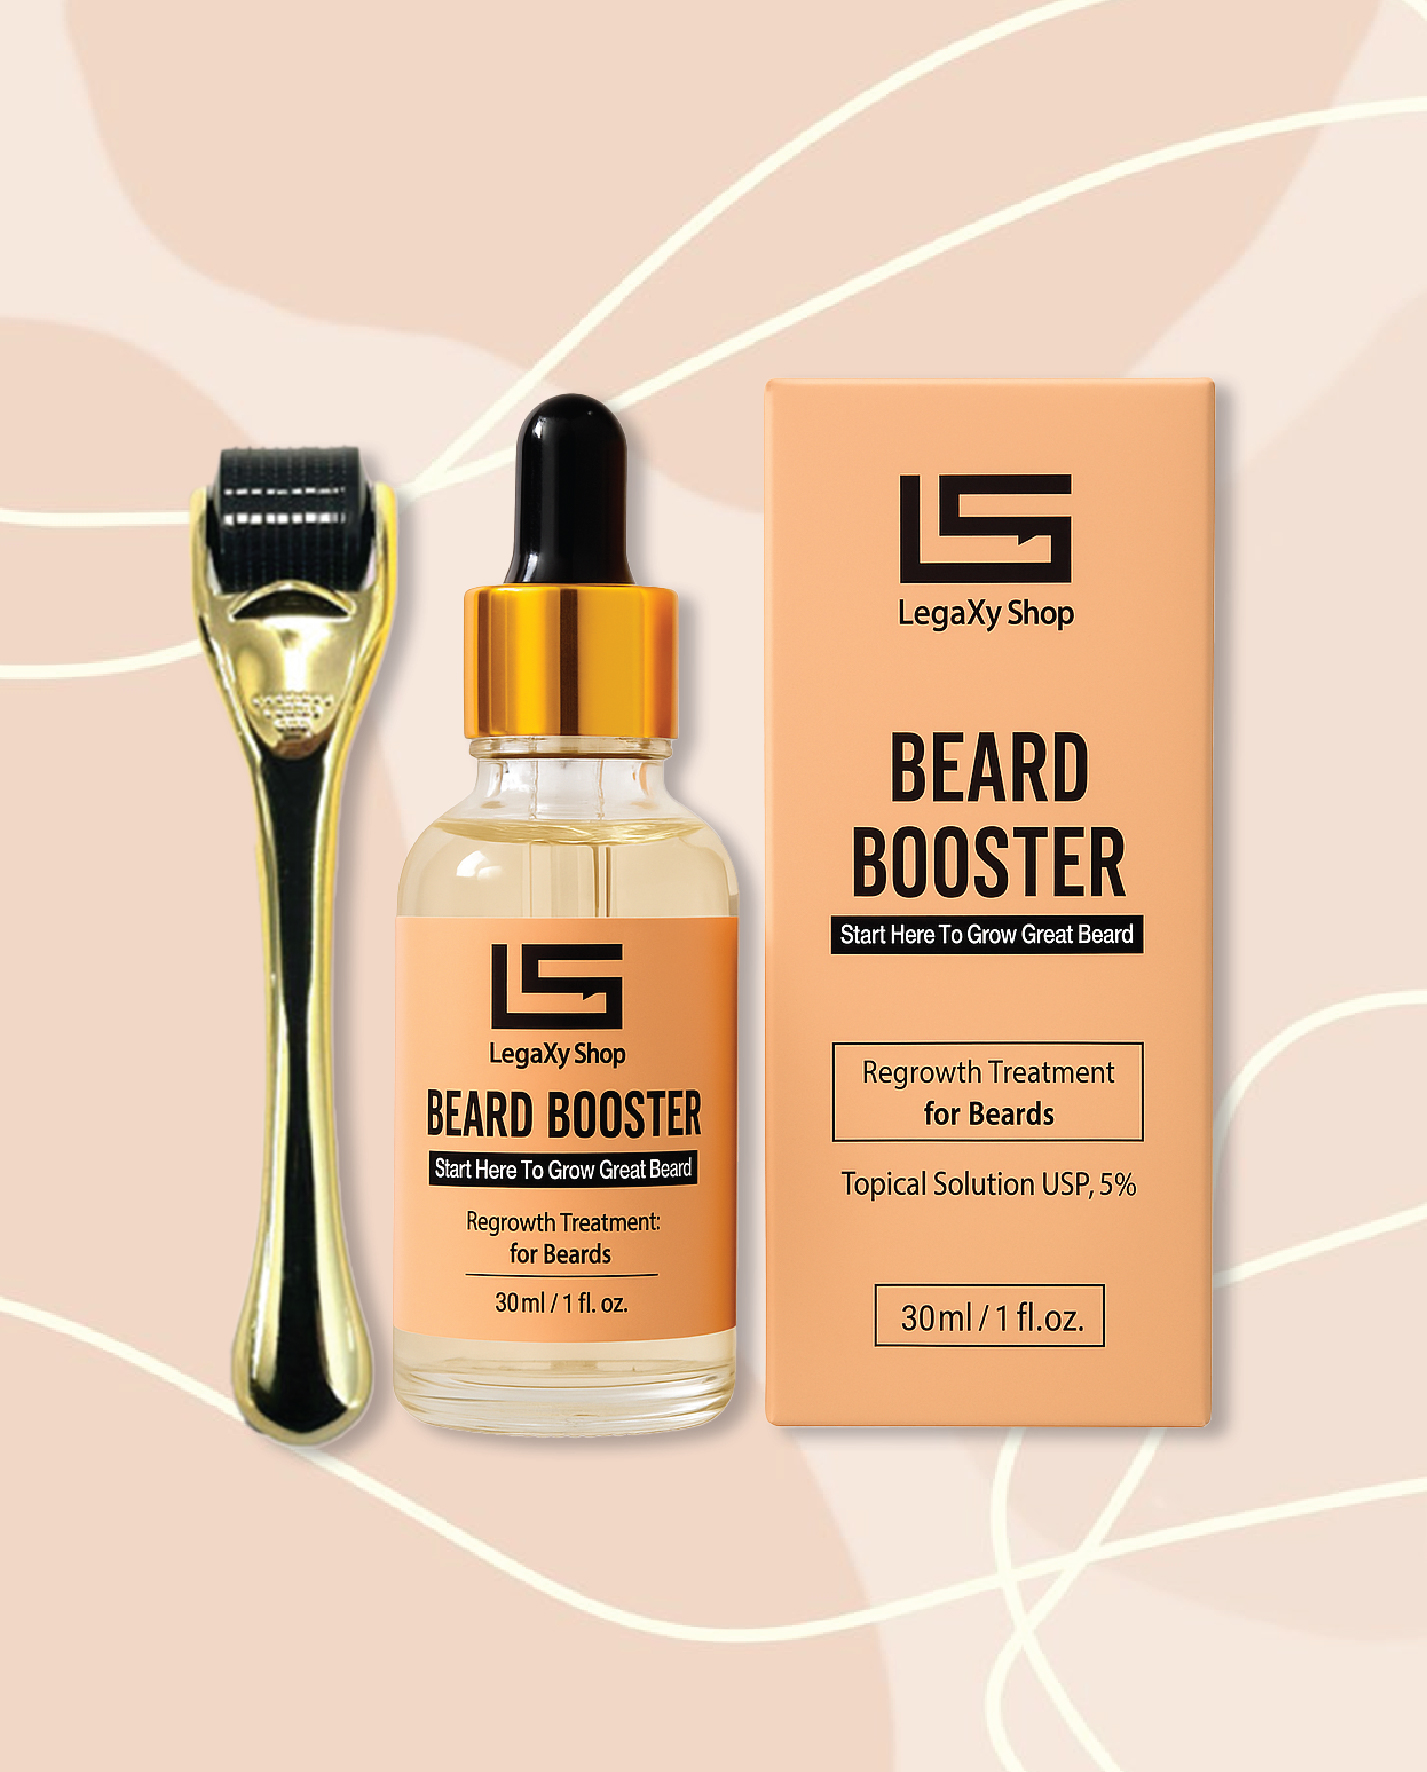 LS
LegaXy Shop
BEARD BOOSTER
Start Here To Grow Great Beard
Regrowth Treatment:
for Beards
30ml / 1 fl. oz.
LS
LegaXy Shop
BEARD
BOOSTER
Start Here To Grow Great Beard
Regrowth Treatment
for Beards
Topical Solution USP, 5%
30ml / 1 fl.oz.